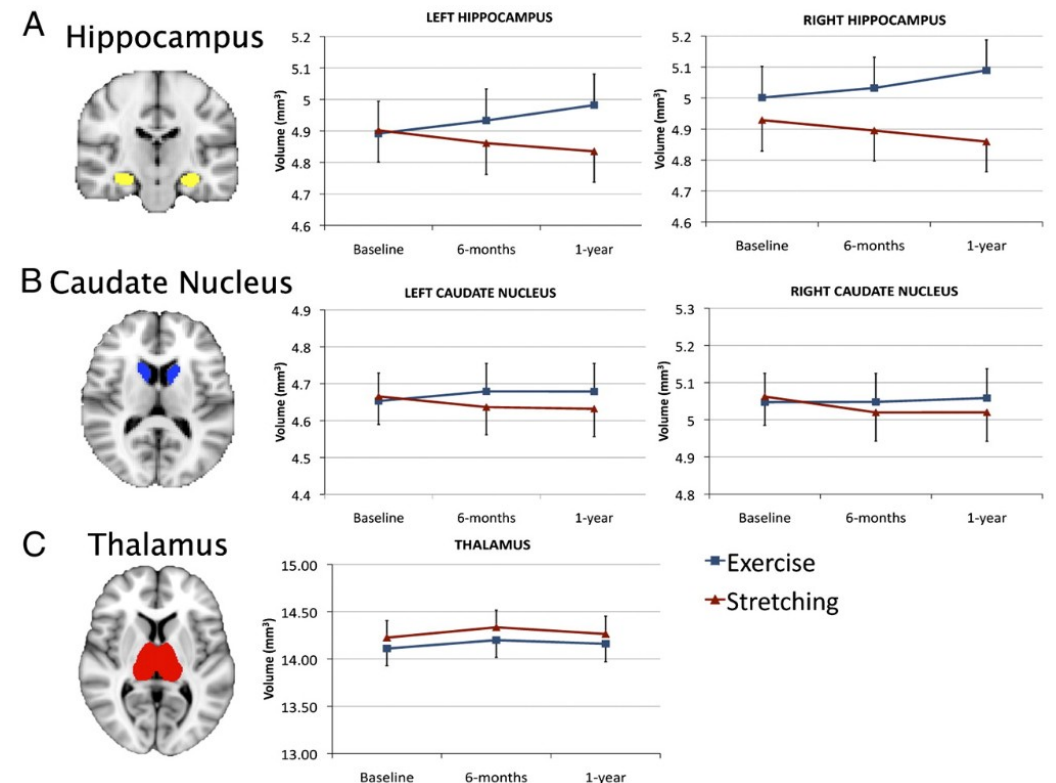 A
Hippocampus
LEFT HIPPOCAMPUS
Volume (mm³)
5.2
5.1
5
4.9
4.8
4.7
4.6
Baseline 6-months 1-year
RIGHT HIPPOCAMPUS
Volume (mm³)
5.2
5.1
5
4.9
4.8
4.7
4.6
Baseline 6-months 1-year
B Caudate Nucleus
LEFT CAUDATE NUCLEUS
Volume (mm³)
4.9
4.8
4.7
4.6
4.5
4.4
Baseline 6-months 1-year
RIGHT CAUDATE NUCLEUS
Volume (mm³)
5.3
5.2
5.1
5
4.9
4.8
Baseline 6-months 1-year
C Thalamus
THALAMUS
Volume (mm³)
15.00
14.50
14.00
13.50
13.00
Baseline 6-months 1-year
Exercise
Stretching